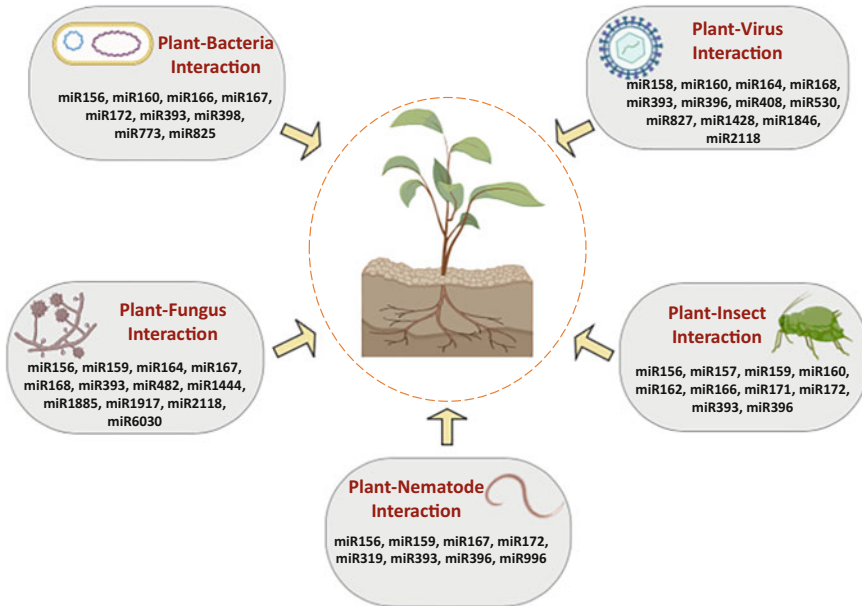 Plant-Bacteria
Interaction
miR156, miR160, miR166, miR167,
miR172, miR393, miR398,
miR773, miR825
Plant-Virus
Interaction
miR158, miR160, miR164, miR168,
miR393, miR396, miR408, miR530,
miR827, miR1428, miR1846,
miR2118
Plant-Fungus
Interaction
miR156, miR159, miR164, miR167,
miR168, miR393, miR482, miR1444,
miR1885, miR1917, miR2118,
miR6030
Plant-Insect
Interaction
miR156, miR157, miR159, miR160,
miR162, miR166, miR171, miR172,
miR393, miR396
Plant-Nematode
Interaction
miR156, miR159, miR167, miR172,
miR319, miR393, miR396, miR996